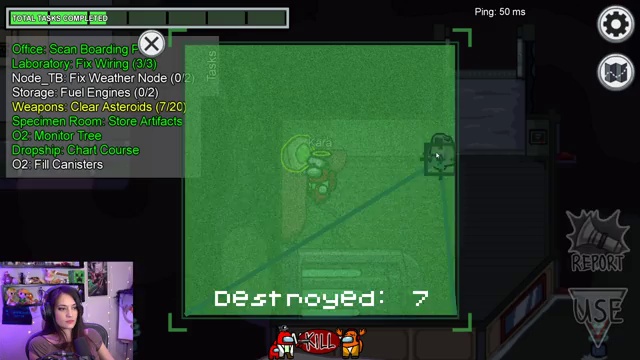 TOTAL TASKS COMPLETED
Ping: 50 ms
Office: Scan Boarding P
Laboratory: Fix Wiring (3/3)
Node_TB: Fix Weather Node (0/2)
Storage: Fuel Engines (0/2)
Weapons: Clear Asteroids (7/20)
Specimen Room: Store Artifacts
O2: Monitor Tree
Dropship: Chart Course
O2: Fill Canisters
Tasks
Kara
REPORT
USE
Destroyed: 7
KILL